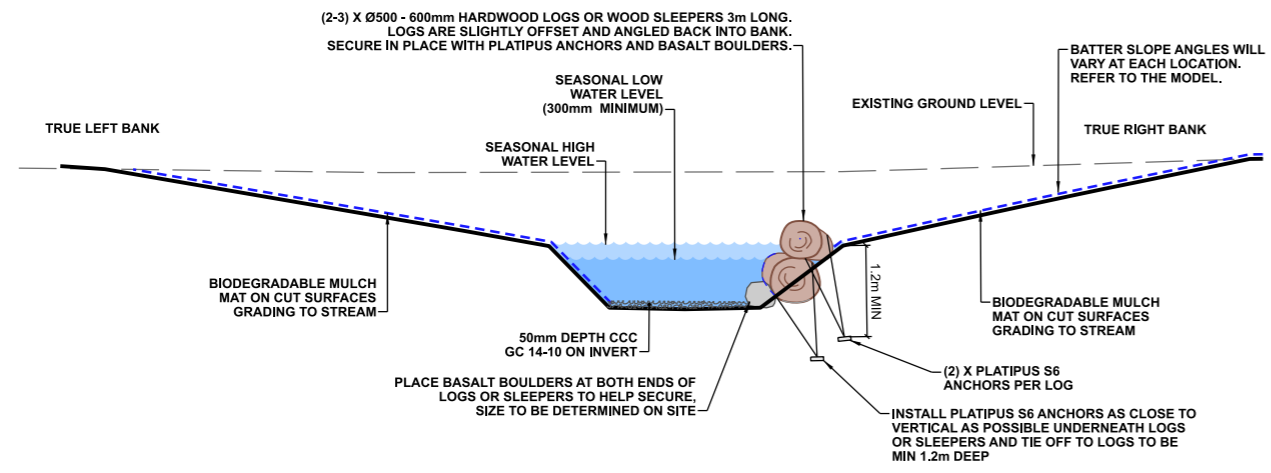 (2-3) X Ø500 - 600mm HARDWOOD LOGS OR WOOD SLEEPERS 3m LONG.
LOGS ARE SLIGHTLY OFFSET AND ANGLED BACK INTO BANK.
SECURE IN PLACE WITH PLATIPUS ANCHORS AND BASALT BOULDERS.
BATTER SLOPE ANGLES WILL
VARY AT EACH LOCATION.
REFER TO THE MODEL.
SEASONAL LOW
WATER LEVEL
(300mm MINIMUM)
EXISTING GROUND LEVEL
TRUE LEFT BANK
TRUE RIGHT BANK
SEASONAL HIGH
WATER LEVEL
1.2m MIN
BIODEGRADABLE MULCH
MAT ON CUT SURFACES
GRADING TO STREAM
BIODEGRADABLE MULCH
MAT ON CUT SURFACES
GRADING TO STREAM
50mm DEPTH CCC
GC 14-10 ON INVERT
(2) X PLATIPUS S6
ANCHORS PER LOG
PLACE BASALT BOULDERS AT BOTH ENDS OF
LOGS OR SLEEPERS TO HELP SECURE,
SIZE TO BE DETERMINED ON SITE
INSTALL PLATIPUS S6 ANCHORS AS CLOSE TO
VERTICAL AS POSSIBLE UNDERNEATH LOGS
OR SLEEPERS AND TIE OFF TO LOGS TO BE
MIN 1.2m DEEP